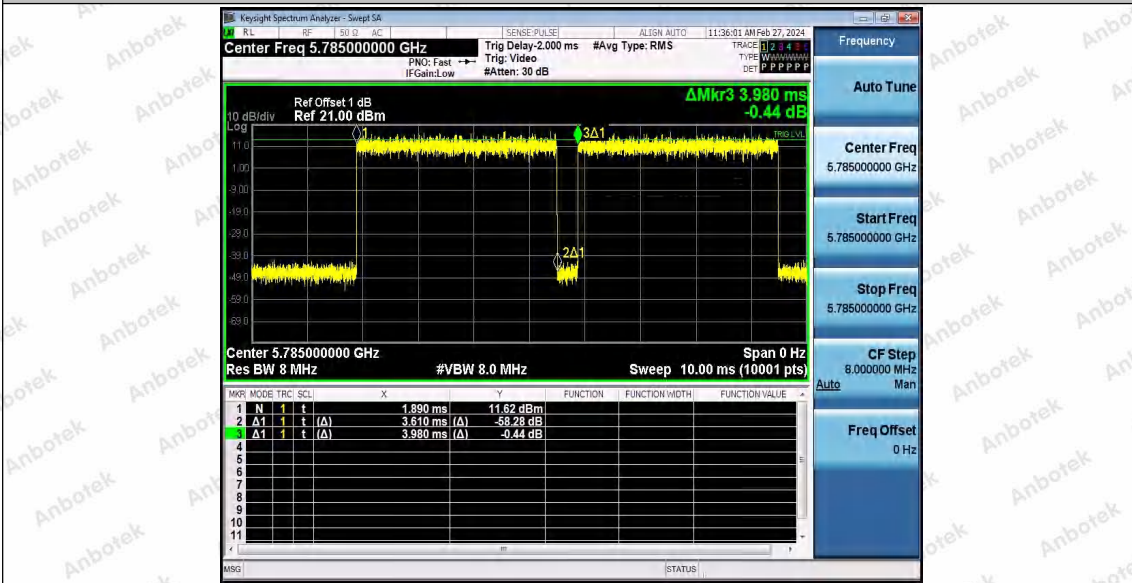 Keysight Spectrum Analyzer - Swept SA
RL RF 50 Ω AC SENSE:PULSE ALIGN AUTO 11:36:01 AM Feb 27, 2024
Center Freq 5.785000000 GHz
Trig Delay-2.000 ms #Avg Type: RMS
TRACE 1 2 3 4 5 6
PNO: Fast Trig: Video
TYPE WWWWWW
IFGain:Low #Atten: 30 dB
DET P P P P P P
ΔMkr3 3.980 ms
-0.44 dB
Ref Offset 1 dB
10 dB/div Ref 21.00 dBm
Log
1
3Δ1
TRIG LVL
11.0
1.00
-9.00
-19.0
-29.0
-39.0
2Δ1
-49.0
-59.0
-69.0
Center 5.785000000 GHz Span 0 Hz
Res BW 8 MHz #VBW 8.0 MHz Sweep 10.00 ms (10001 pts)
MKR MODE TRC SCL X Y FUNCTION FUNCTION WIDTH FUNCTION VALUE
1 N 1 t 1.890 ms 11.62 dBm
2 Δ1 1 t (Δ) 3.610 ms (Δ) -58.28 dB
3 Δ1 1 t (Δ) 3.980 ms (Δ) -0.44 dB
4
5
6
7
8
9
10
11
MSG STATUS
Frequency
Auto Tune
Center Freq
5.785000000 GHz
Start Freq
5.785000000 GHz
Stop Freq
5.785000000 GHz
CF Step
8.000000 MHz
Auto Man
Freq Offset
0 Hz
Anbotek